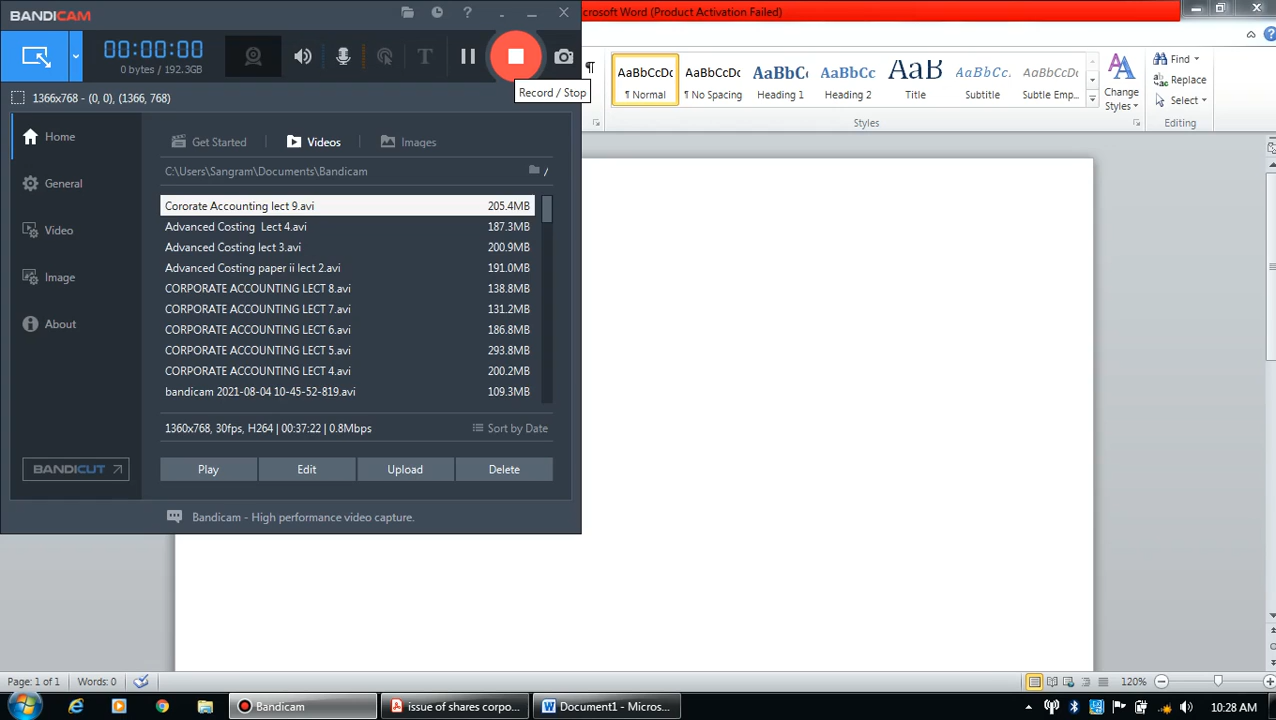 BANDICAM
crosoft Word (Product Activation Failed)
00:00:00
0 bytes / 192.3GB
Record / Stop
1366x768 - (0, 0), (1366, 768)
Home
General
Video
Image
About
Get Started
Videos
Images
C:\Users\Sangram\Documents\Bandicam
/
Cororate Accounting lect 9.avi 205.4MB
Advanced Costing  Lect 4.avi 187.3MB
Advanced Costing lect 3.avi 200.9MB
Advanced Costing paper ii lect 2.avi 191.0MB
CORPORATE ACCOUNTING LECT 8.avi 138.8MB
CORPORATE ACCOUNTING LECT 7.avi 131.2MB
CORPORATE ACCOUNTING LECT 6.avi 186.8MB
CORPORATE ACCOUNTING LECT 5.avi 293.8MB
CORPORATE ACCOUNTING LECT 4.avi 200.2MB
bandicam 2021-08-04 10-45-52-819.avi 109.3MB
1360x768, 30fps, H264 | 00:37:22 | 0.8Mbps
Sort by Date
BANDICUT
Play
Edit
Upload
Delete
Bandicam - High performance video capture.
AaBbCcDc AaBbCcDc AaBbC AaBbCc AaB AaBbCc. AaBbCcDc
¶ Normal ¶ No Spacing Heading 1 Heading 2 Title Subtitle Subtle Emp...
Change
Styles
Find
Replace
Select
Styles
Editing
Page: 1 of 1
Words: 0
120%
Bandicam
issue of shares corpo...
Document1 - Micros...
10:28 AM